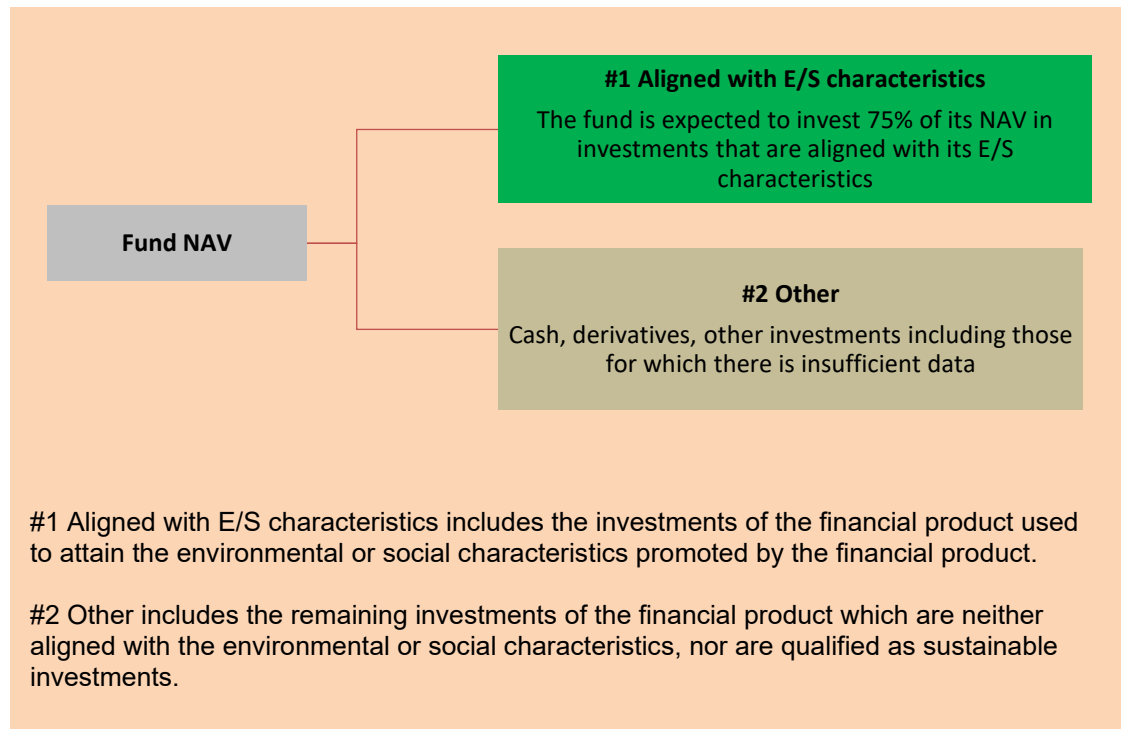 #1 Aligned with E/S characteristics
The fund is expected to invest 75% of its NAV in
investments that are aligned with its E/S
characteristics
Fund NAV
#2 Other
Cash, derivatives, other investments including those
for which there is insufficient data
#1 Aligned with E/S characteristics includes the investments of the financial product used
to attain the environmental or social characteristics promoted by the financial product.
#2 Other includes the remaining investments of the financial product which are neither
aligned with the environmental or social characteristics, nor are qualified as sustainable
investments.